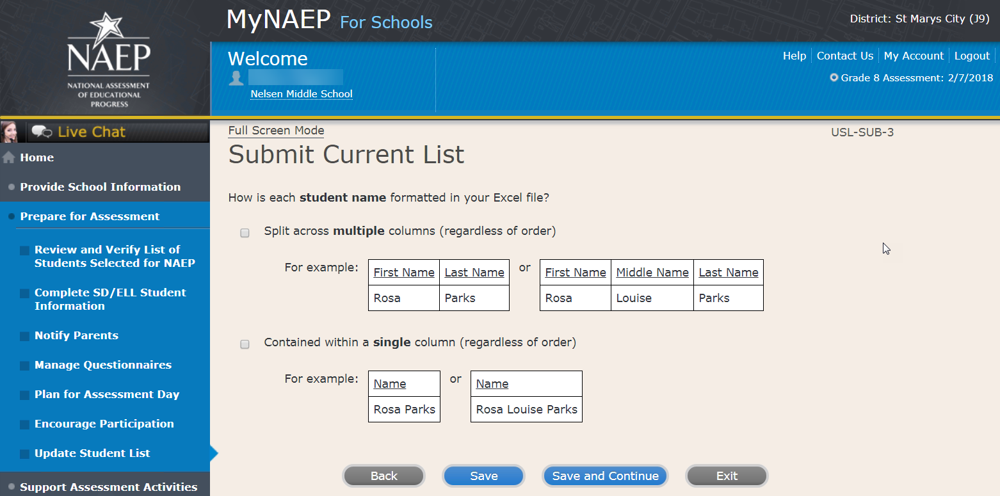 NAEP
NATIONAL ASSESSMENT
OF EDUCATIONAL
PROGRESS
MyNAEP For Schools
District: St Marys City (J9)
Welcome
Nelsen Middle School
Help Contact Us My Account Logout
Grade 8 Assessment: 2/7/2018
Live Chat
Home
Provide School Information
Prepare for Assessment
Review and Verify List of
Students Selected for NAEP
Complete SD/ELL Student
Information
Notify Parents
Manage Questionnaires
Plan for Assessment Day
Encourage Participation
Update Student List
Support Assessment Activities
Full Screen Mode
USL-SUB-3
Submit Current List
How is each student name formatted in your Excel file?
Split across multiple columns (regardless of order)
For example: First Name Last Name or First Name Middle Name Last Name
Rosa Parks Rosa Louise Parks
Contained within a single column (regardless of order)
For example: Name or Name
Rosa Parks Rosa Louise Parks
Back Save Save and Continue Exit